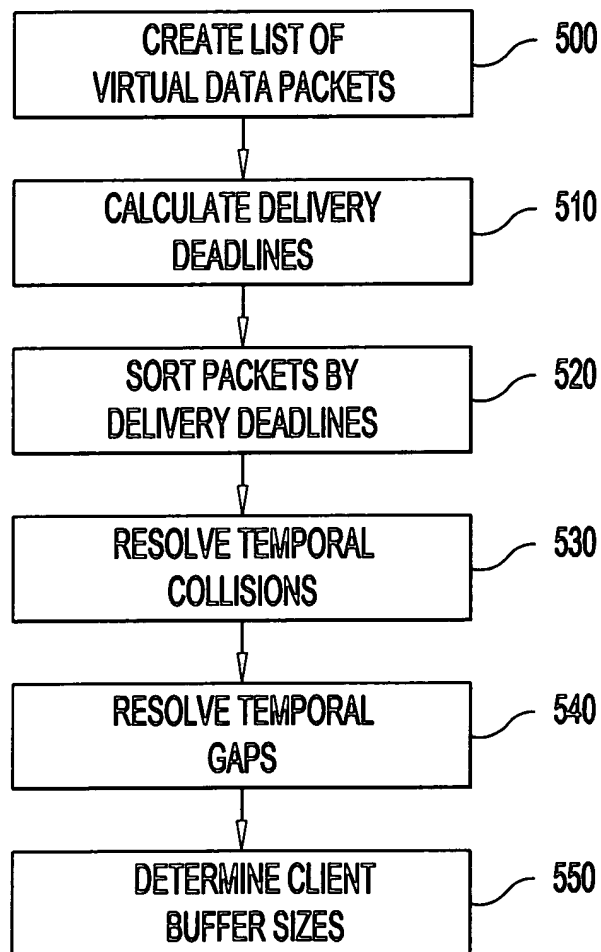 CREATE LIST OF
VIRTUAL DATA PACKETS
500
CALCULATE DELIVERY
DEADLINES
510
SORT PACKETS BY
DELIVERY DEADLINES
520
RESOLVE TEMPORAL
COLLISIONS
530
RESOLVE TEMPORAL
GAPS
540
DETERMINE CLIENT
BUFFER SIZES
550